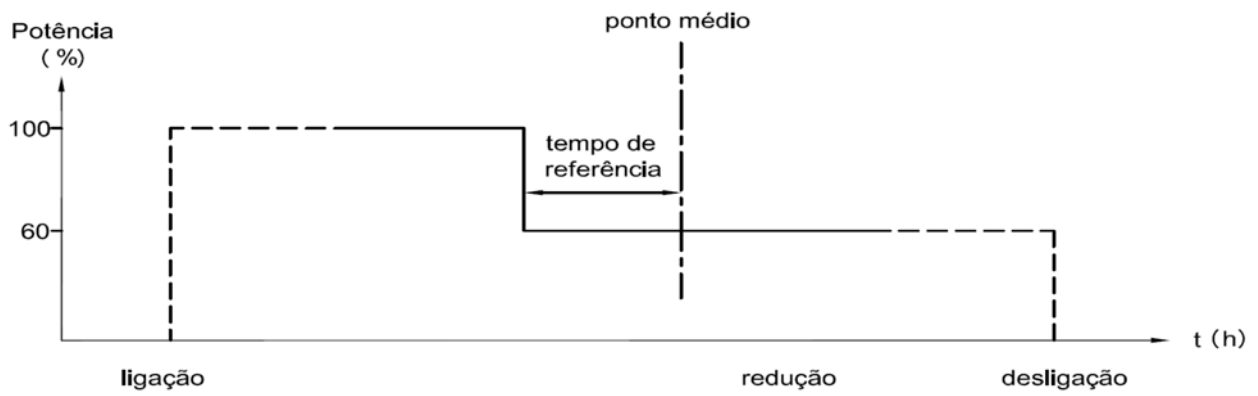 ponto médio
Potência
( %)
100
tempo de
referência
60
t (h)
ligação
redução
desligação